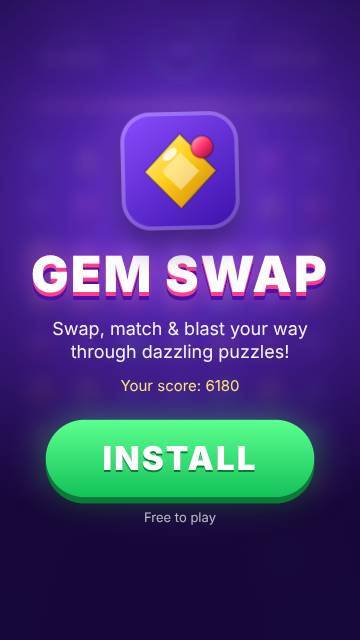 GEM SWAP
Swap, match & blast your way
through dazzling puzzles!
Your score: 6180
INSTALL
Free to play